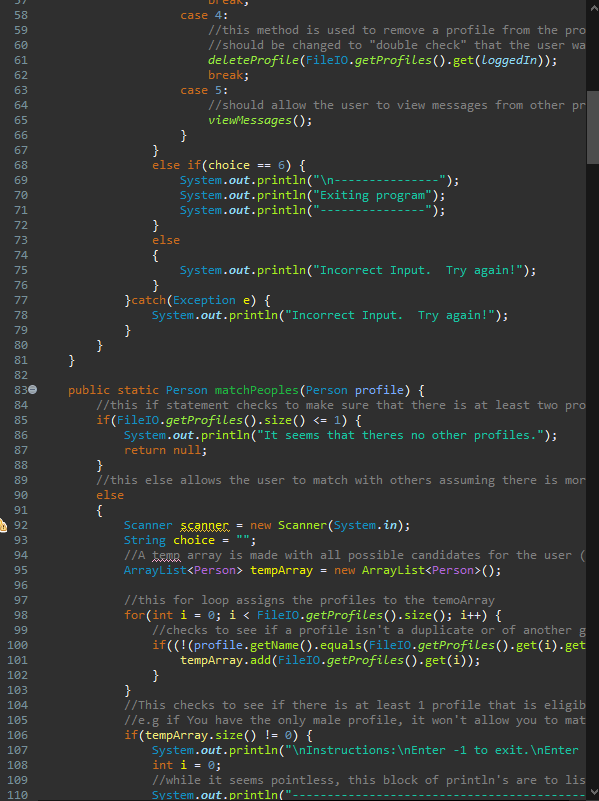 57 break;
58 case 4:
59 //this method is used to remove a profile from the pro
60 //should be changed to "double check" that the user wa
61 deleteProfile(FileIO.getProfiles().get(loggedIn));
62 break;
63 case 5:
64 //should allow the user to view messages from other pr
65 viewMessages();
66 }
67 }
68 else if(choice == 6) {
69 System.out.println("\n---------------");
70 System.out.println("Exiting program");
71 System.out.println("---------------");
72 }
73 else
74 {
75 System.out.println("Incorrect Input.  Try again!");
76 }
77 }catch(Exception e) {
78 System.out.println("Incorrect Input.  Try again!");
79 }
80 }
81 }
82
83 public static Person matchPeoples(Person profile) {
84 //this if statement checks to make sure that there is at least two pro
85 if(FileIO.getProfiles().size() <= 1) {
86 System.out.println("It seems that theres no other profiles.");
87 return null;
88 }
89 //this else allows the user to match with others assuming there is mor
90 else
91 {
92 Scanner scanner = new Scanner(System.in);
93 String choice = "";
94 //A temp array is made with all possible candidates for the user (
95 ArrayList<Person> tempArray = new ArrayList<Person>();
96
97 //this for loop assigns the profiles to the temoArray
98 for(int i = 0; i < FileIO.getProfiles().size(); i++) {
99 //checks to see if a profile isn't a duplicate or of another g
100 if((!(profile.getName().equals(FileIO.getProfiles().get(i).get
101 tempArray.add(FileIO.getProfiles().get(i));
102 }
103 }
104 //This checks to see if there is at least 1 profile that is eligib
105 //e.g if You have the only male profile, it won't allow you to mat
106 if(tempArray.size() != 0) {
107 System.out.println("\nInstructions:\nEnter -1 to exit.\nEnter
108 int i = 0;
109 //while it seems pointless, this block of println's are to lis
110 System.out.println("------------------------------------------